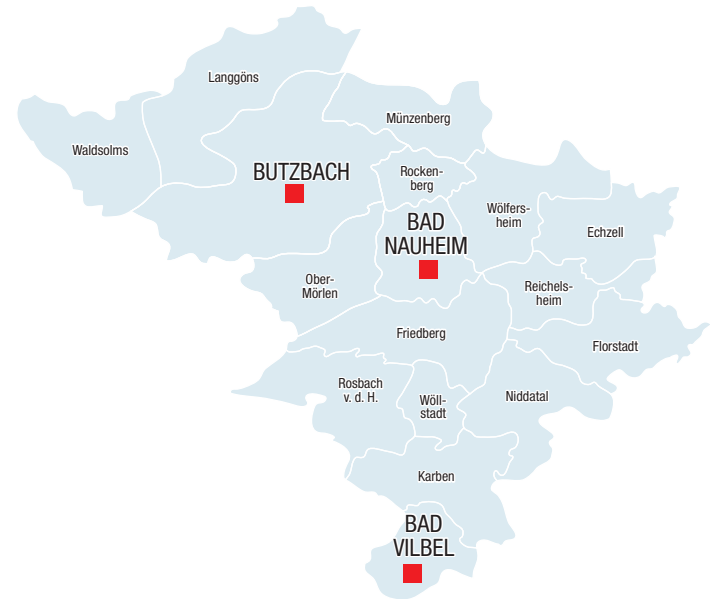 Langgöns
Münzenberg
Waldsolms
BUTZBACH
Rocken-
berg
Wölfers-
heim
BAD
NAUHEIM
Echzell
Ober-
Mörlen
Reichels-
heim
Friedberg
Florstadt
Rosbach
v. d. H.
Wöll-
stadt
Niddatal
Karben
BAD
VILBEL